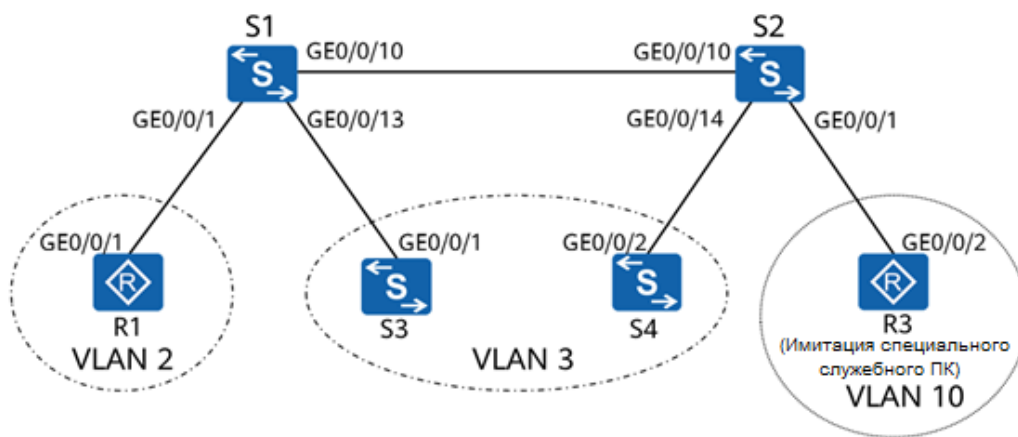 S1
S2
GE0/0/10
GE0/0/10
S
S
GE0/0/1
GE0/0/13
GE0/0/14
GE0/0/1
GE0/0/1
GE0/0/1
GE0/0/2
GE0/0/2
R
S
S
R
R1
S3
S4
R3
(Имитация специального
служебного ПК)
VLAN 2
VLAN 3
VLAN 10